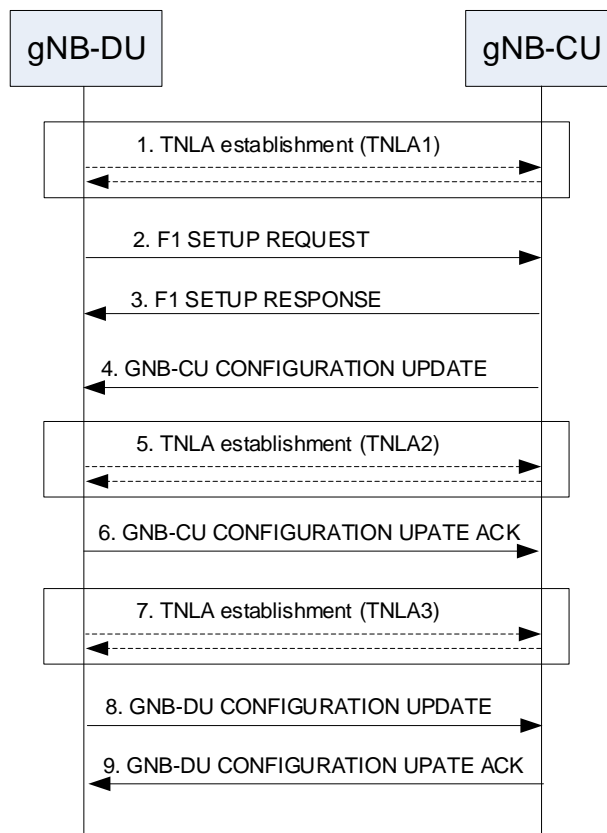 gNB-DU
gNB-CU
1. TNLA establishment (TNLA1)
2. F1 SETUP REQUEST
3. F1 SETUP RESPONSE
4. GNB-CU CONFIGURATION UPDATE
5. TNLA establishment (TNLA2)
6. GNB-CU CONFIGURATION UPATE ACK
7. TNLA establishment (TNLA3)
8. GNB-DU CONFIGURATION UPDATE
9. GNB-DU CONFIGURATION UPATE ACK